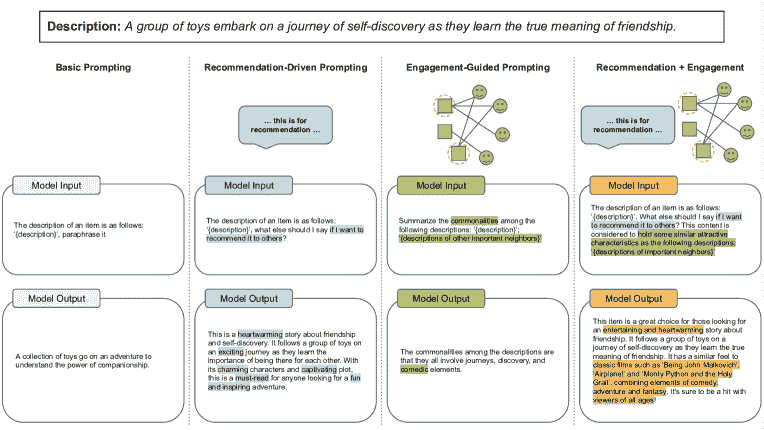 Description: A group of toys embark on a journey of self-discovery as they learn the true meaning of friendship.
Basic Prompting
Recommendation-Driven Prompting
Engagement-Guided Prompting
Recommendation + Engagement
... this is for
recommendation ...
... this is for
recommendation ...
Model Input
The description of an item is as follows:
'{description}', paraphrase it
Model Input
The description of an item is as follows:
'{description}', what else should I say if I want to
recommend it to others?
Model Input
Summarize the commonalities among the
following descriptions: '{description}';
'{descriptions of other important neighbors}'
Model Input
The description of an item is as follows:
'{description}'. What else should I say if I want
to recommend it to others? This content is
considered to hold some similar attractive
characteristics as the following descriptions:
'{descriptions of important neighbors}'
Model Output
A collection of toys go on an adventure to
understand the power of companionship.
Model Output
This is a heartwarming story about friendship
and self-discovery. It follows a group of toys on
an exciting journey as they learn the
importance of being there for each other. With
its charming characters and captivating plot,
this is a must-read for anyone looking for a fun
and inspiring adventure.
Model Output
The commonalities among the descriptions are
that they all involve journeys, discovery, and
comedic elements.
Model Output
This item is a great choice for those looking for
an entertaining and heartwarming story about
friendship. It follows a group of toys on a
journey of self-discovery as they learn the true
meaning of friendship. It has a similar feel to
classic films such as 'Being John Malkovich',
'Airplane!' and 'Monty Python and the Holy
Grail', combining elements of comedy,
adventure and fantasy. It's sure to be a hit with
viewers of all ages!